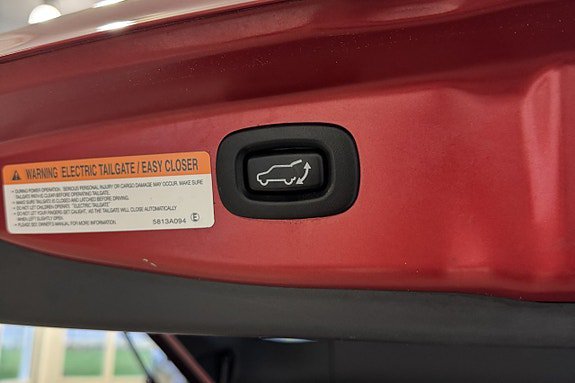 WARNING ELECTRIC TAILGATE / EASY CLOSER
• DURING POWER OPERATION, SERIOUS PERSONAL INJURY OR CARGO DAMAGE MAY OCCUR. MAKE SURE
TAILGATE PATH IS CLEAR BEFORE OPERATING TAILGATE.
• MAKE SURE TAILGATE IS CLOSED AND LATCHED BEFORE DRIVING.
• DO NOT LET CHILDREN OPERATE "ELECTRIC TAILGATE".
• DO NOT LET YOUR FINGERS GET CAUGHT, AS THE TAILGATE WILL CLOSE AUTOMATICALLY
WHEN LEFT SLIGHTLY OPEN.
• PLEASE SEE OWNER'S MANUAL FOR MORE INFORMATION.
5813A094 E